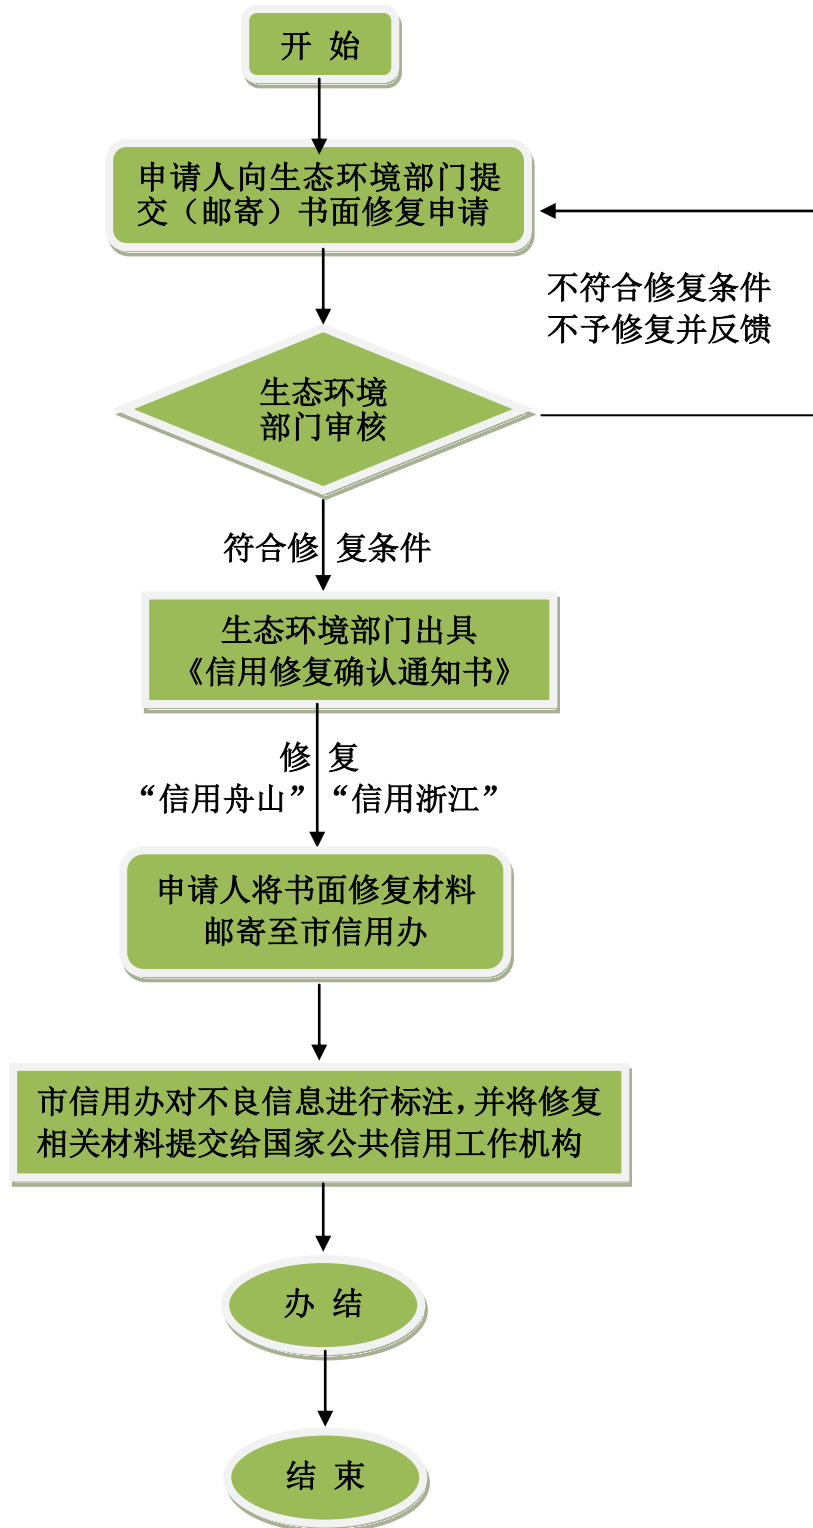 开 始
申请人向生态环境部门提
交（邮寄）书面修复申请
不符合修复条件
不予修复并反馈
生态环境
部门审核
符合修 复条件
生态环境部门出具
《信用修复确认通知书》
修 复
“信用舟山” “信用浙江”
申请人将书面修复材料
邮寄至市信用办
市信用办对不良信息进行标注,并将修复
相关材料提交给国家公共信用工作机构
办 结
结 束